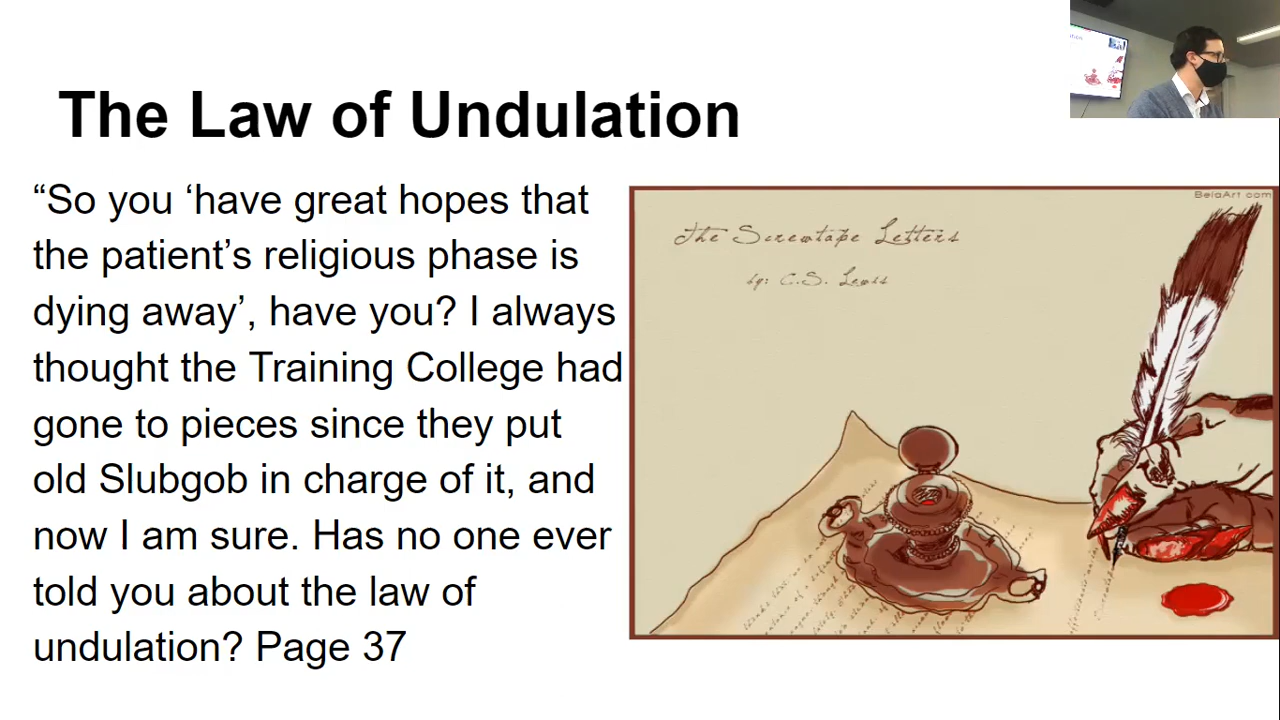 The Law of Undulation
“So you ‘have great hopes that
the patient’s religious phase is
dying away’, have you? I always
thought the Training College had
gone to pieces since they put
old Slubgob in charge of it, and
now I am sure. Has no one ever
told you about the law of
undulation? Page 37
BelaArt.com
The Screwtape Letters
by: C.S. Lewis